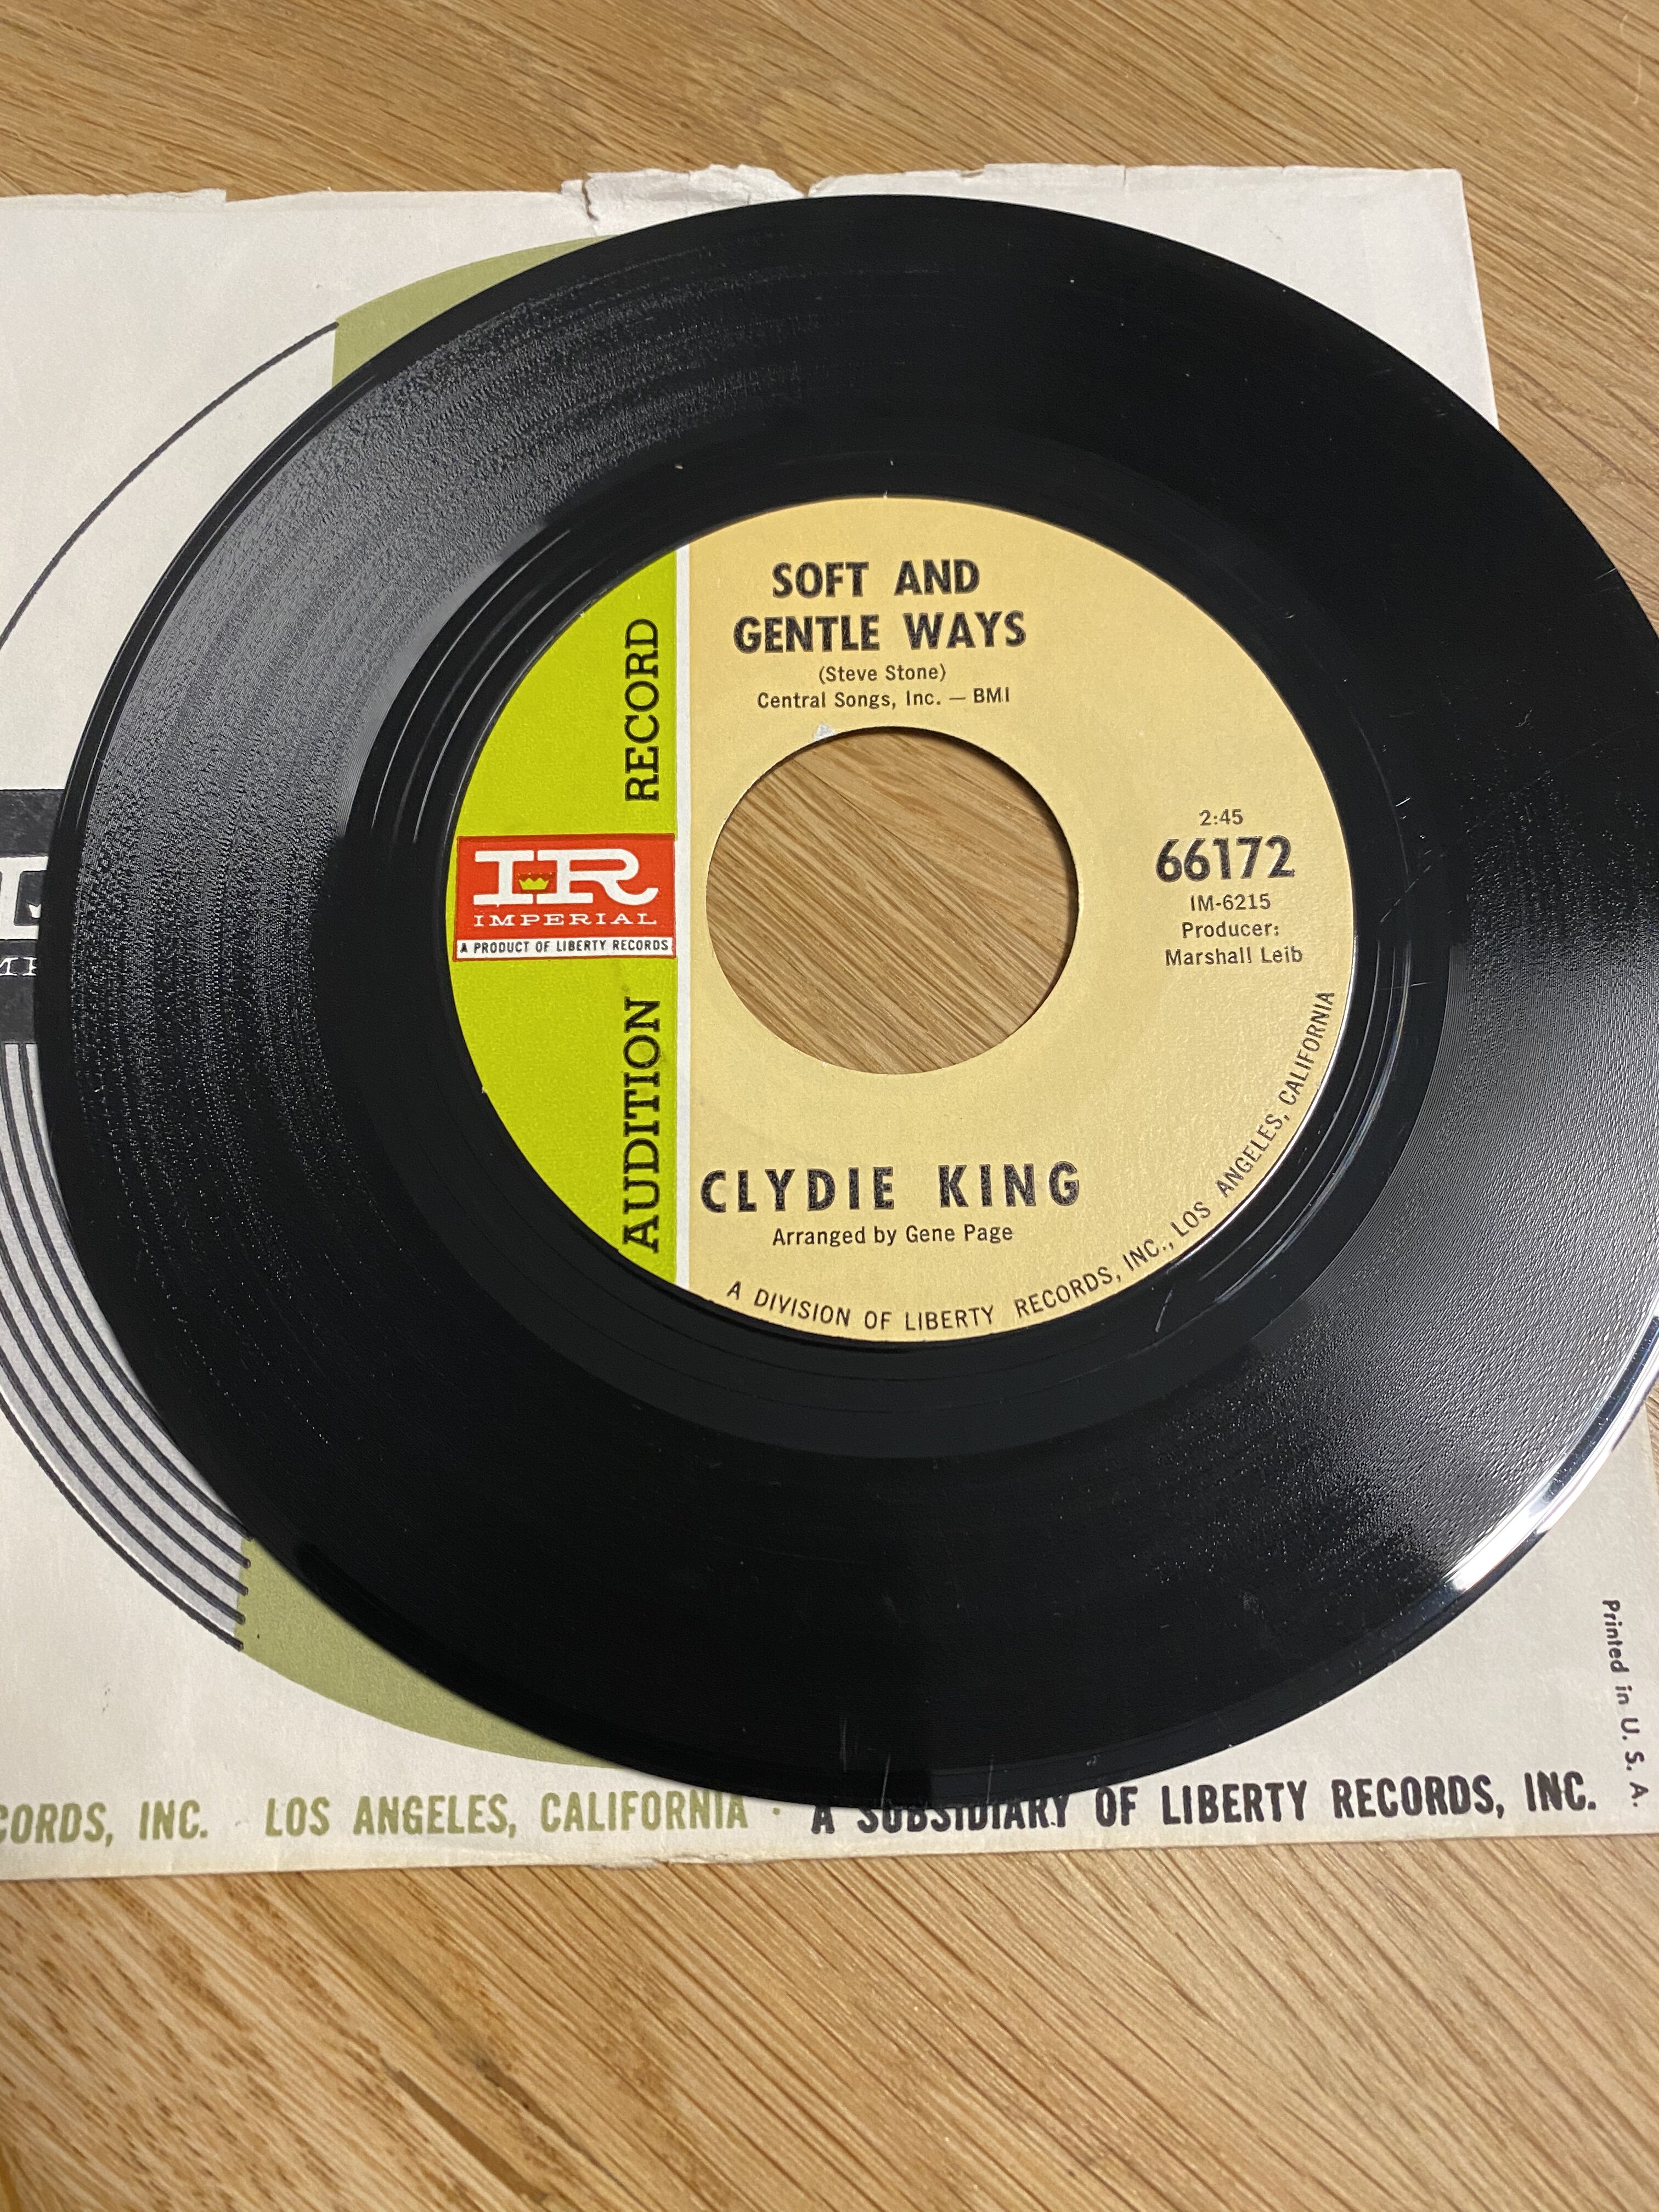 SOFT AND
GENTLE WAYS
(Steve Stone)
Central Songs, Inc. — BMI
RECORD
IR
IMPERIAL
A PRODUCT OF LIBERTY RECORDS
AUDITION
2:45
66172
IM-6215
Producer:
Marshall Leib
CLYDIE KING
Arranged by Gene Page
A DIVISION OF LIBERTY RECORDS, INC., LOS ANGELES, CALIFORNIA
Printed in U. S. A.
CORDS, INC. LOS ANGELES, CALIFORNIA · A SUBSIDIARY OF LIBERTY RECORDS, INC.